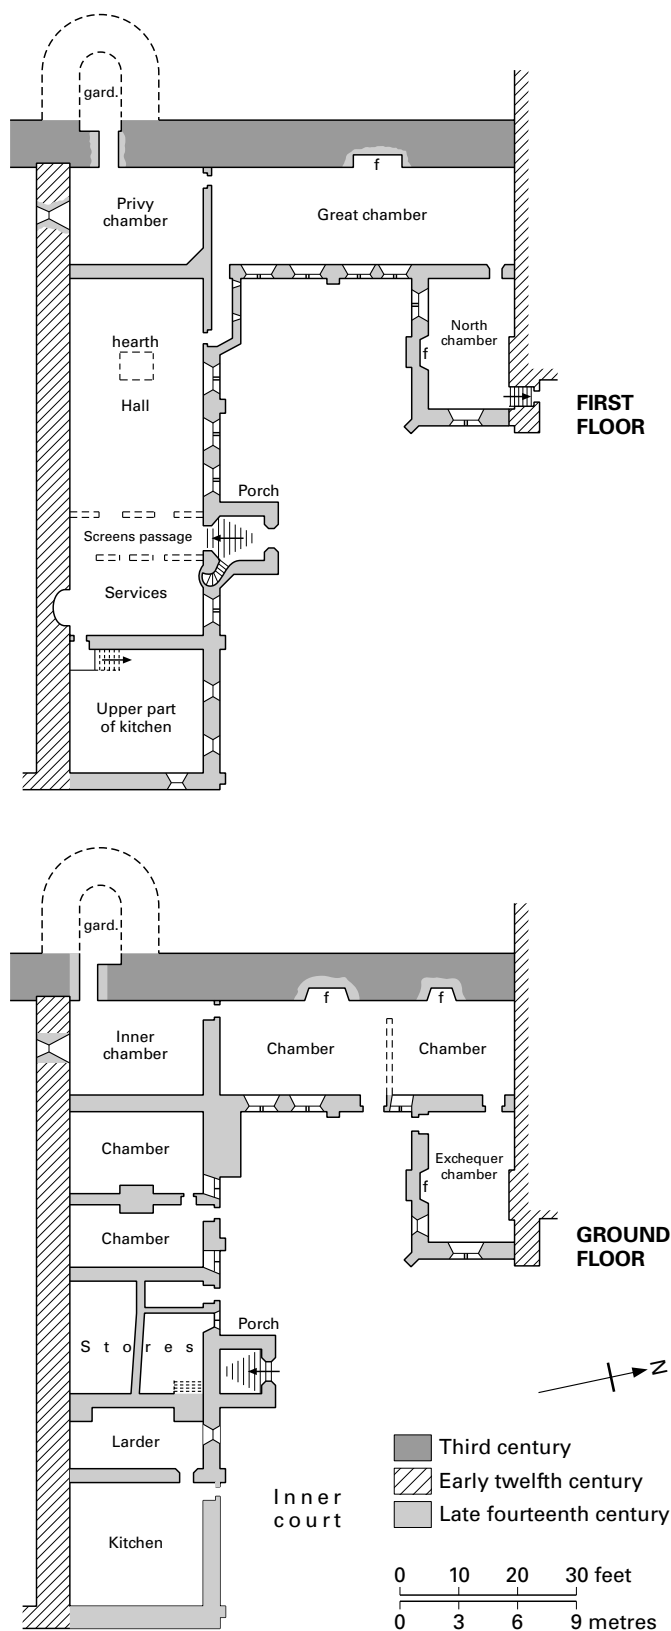 gard.
f
Privy
chamber
Great chamber
hearth
North
chamber
f
Hall
FIRST
FLOOR
Porch
Screens passage
Services
Upper part
of kitchen
gard.
f
f
Inner
chamber
Chamber
Chamber
Chamber
Exchequer
chamber
f
Chamber
GROUND
FLOOR
Stores
Porch
N
Larder
Third century
Early twelfth century
Late fourteenth century
Inner
court
Kitchen
0 10 20 30 feet
0 3 6 9 metres